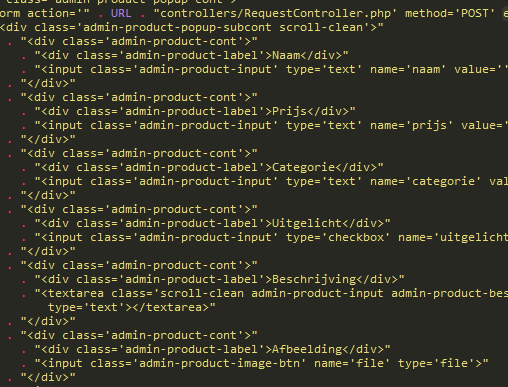 class='admin-product-popup-cont'>"
orm action='" . URL . "controllers/RequestController.php' method='POST' e
<div class='admin-product-popup-subcont scroll-clean'>"
. "<div class='admin-product-cont'>"
. "<div class='admin-product-label'>Naam</div>"
. "<input class='admin-product-input' type='text' name='naam' value=''
. "</div>"
. "<div class='admin-product-cont'>"
. "<div class='admin-product-label'>Prijs</div>"
. "<input class='admin-product-input' type='text' name='prijs' value='
. "</div>"
. "<div class='admin-product-cont'>"
. "<div class='admin-product-label'>Categorie</div>"
. "<input class='admin-product-input' type='text' name='categorie' val
. "</div>"
. "<div class='admin-product-cont'>"
. "<div class='admin-product-label'>Uitgelicht</div>"
. "<input class='admin-product-input' type='checkbox' name='uitgelicht
. "</div>"
. "<div class='admin-product-cont'>"
. "<div class='admin-product-label'>Beschrijving</div>"
. "<textarea class='scroll-clean admin-product-input admin-product-bes
type='text'></textarea>"
. "</div>"
. "<div class='admin-product-cont'>"
. "<div class='admin-product-label'>Afbeelding</div>"
. "<input class='admin-product-image-btn' name='file' type='file'>"
. "</div>"